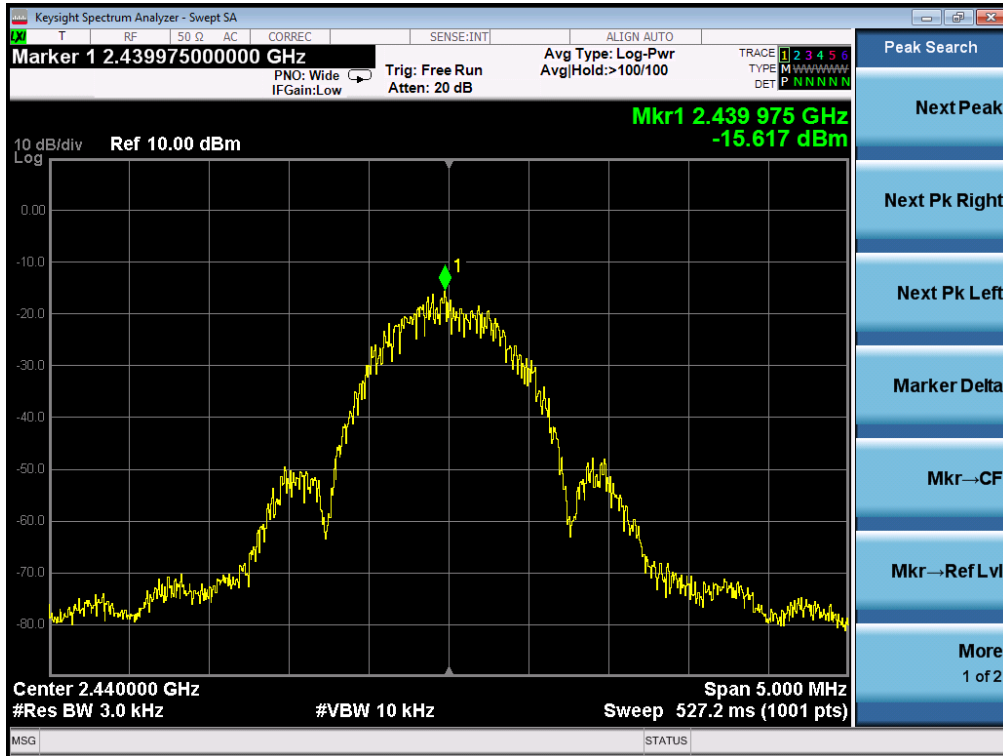 Keysight Spectrum Analyzer - Swept SA
LXI T RF 50 Ω AC CORREC SENSE:INT ALIGN AUTO
Marker 1 2.439975000000 GHz
PNO: Wide
IFGain:Low
Trig: Free Run
Atten: 20 dB
Avg Type: Log-Pwr
Avg|Hold:>100/100
TRACE 1 2 3 4 5 6
TYPE M WWWWW
DET P N N N N N
Mkr1 2.439 975 GHz
-15.617 dBm
10 dB/div Ref 10.00 dBm
Log
0.00
-10.0
1
-20.0
-30.0
-40.0
-50.0
-60.0
-70.0
-80.0
Center 2.440000 GHz Span 5.000 MHz
#Res BW 3.0 kHz #VBW 10 kHz Sweep 527.2 ms (1001 pts)
MSG STATUS
Peak Search
Next Peak
Next Pk Right
Next Pk Left
Marker Delta
Mkr→CF
Mkr→Ref Lvl
More
1 of 2